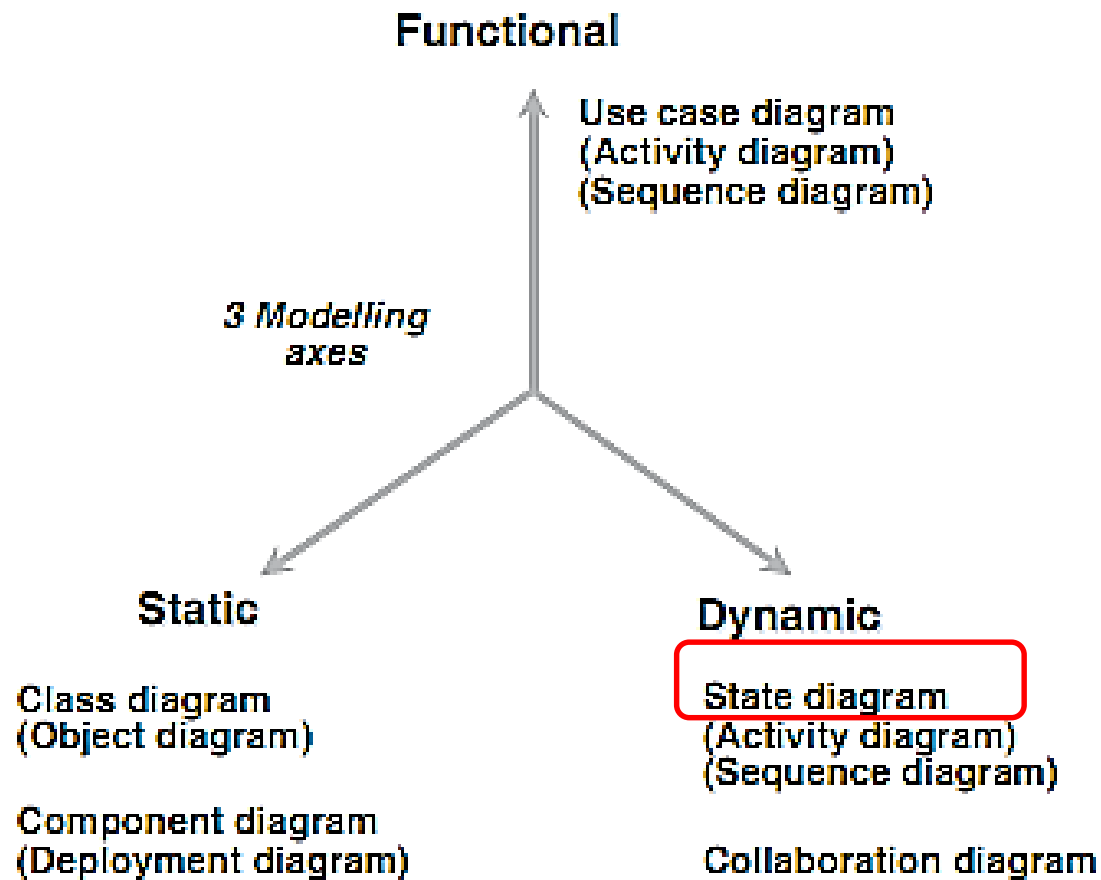 Functional
Use case diagram
(Activity diagram)
(Sequence diagram)
3 Modelling
axes
Static
Class diagram
(Object diagram)
Component diagram
(Deployment diagram)
Dynamic
State diagram
(Activity diagram)
(Sequence diagram)
Collaboration diagram